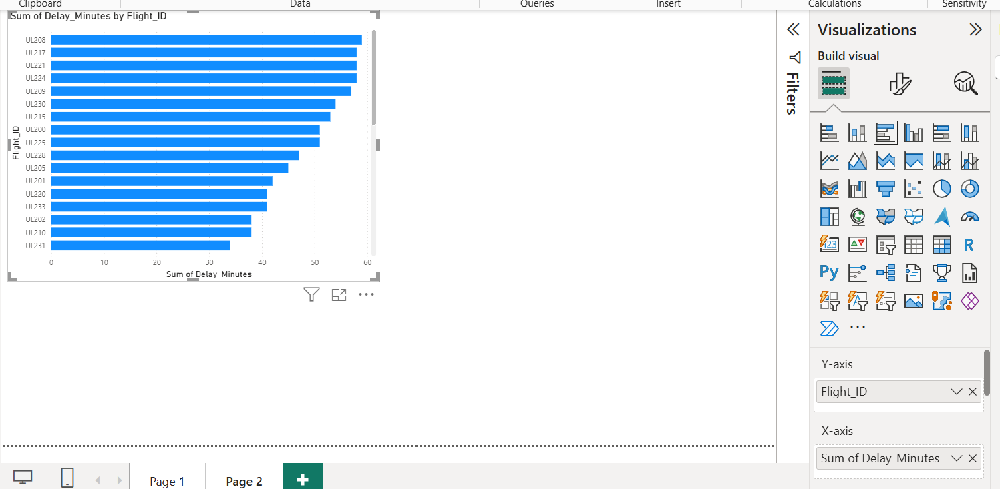 Clipboard
Data
Queries
Insert
Calculations
Sensitivity
Sum of Delay_Minutes by Flight_ID
UL208
UL217
UL221
UL224
UL209
UL230
UL215
UL200
UL225
UL228
UL205
UL201
UL220
UL233
UL202
UL210
UL231
Flight_ID
0 10 20 30 40 50 60
Sum of Delay_Minutes
Filters
Visualizations
Build visual
123
R
Py
Y-axis
Flight_ID
X-axis
Sum of Delay_Minutes
Page 1
Page 2